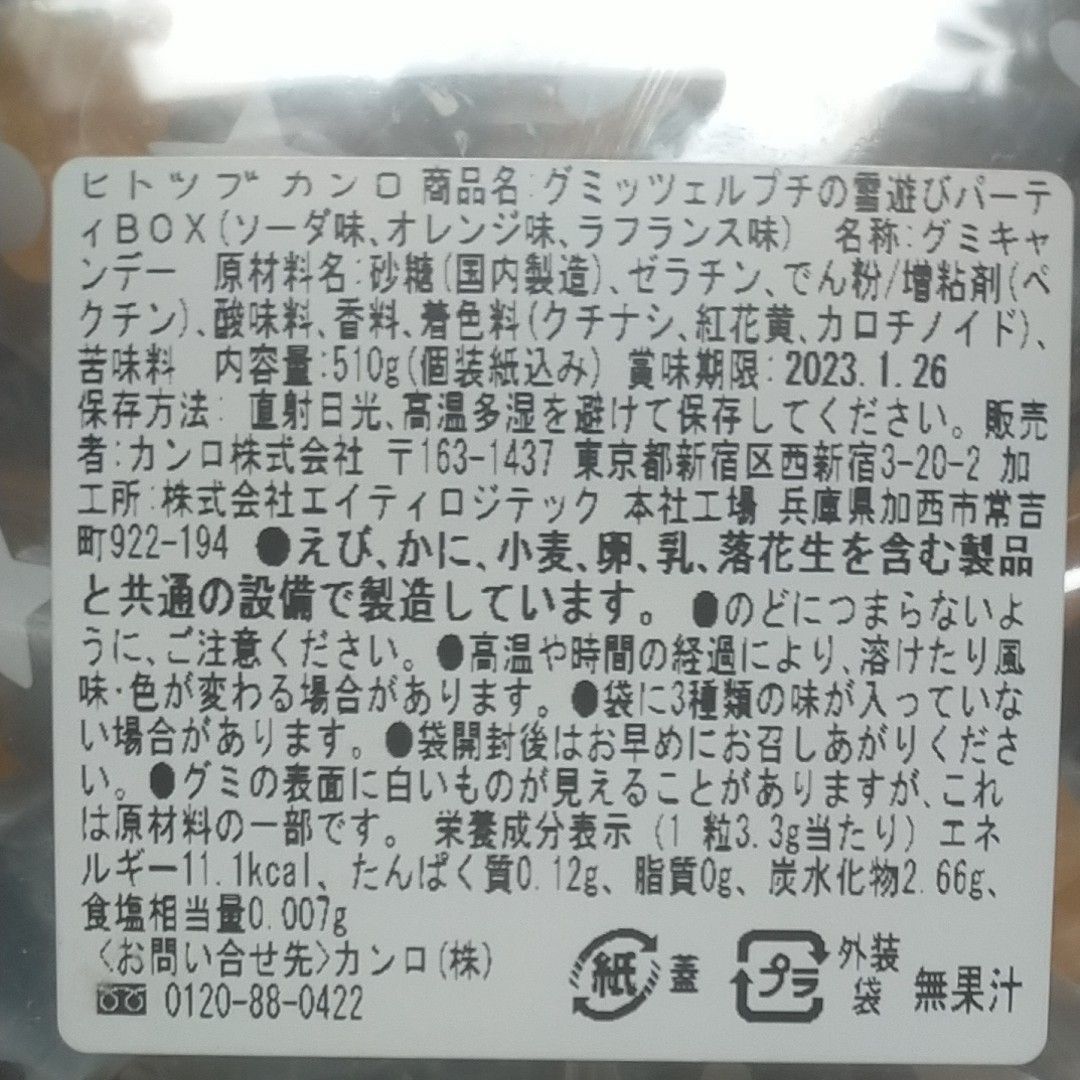 ヒトツブカンロ 商品名:グミッツェルプチの雪遊びパーテ
ィBOX(ソーダ味、オレンジ味、ラフランス味) 名称:グミキャ
ンデー 原材料名:砂糖(国内製造)、ゼラチン、でん粉/増粘剤(ペ
クチン)、酸味料、香料、着色料(クチナシ、紅花黄、カロチノイド)、
苦味料 内容量:510g(個装紙込み) 賞味期限:2023.1.26
保存方法: 直射日光、高温多湿を避けて保存してください。販売
者:カンロ株式会社 〒163-1437 東京都新宿区西新宿3-20-2 加
工所:株式会社エイティロジテック 本社工場 兵庫県加西市常吉
町922-194 ●えび、かに、小麦、卵、乳、落花生を含む製品
と共通の設備で製造しています。 ●のどにつまらないよ
うに、ご注意ください。●高温や時間の経過により、溶けたり風
味・色が変わる場合があります。●袋に3種類の味が入っていな
い場合があります。●袋開封後はお早めにお召しあがりくださ
い。●グミの表面に白いものが見えることがありますが、これ
は原材料の一部です。 栄養成分表示 (1 粒3.3g当たり) エネ
ルギー11.1kcal、たんぱく質0.12g、脂質0g、炭水化物2.66g、
食塩相当量0.007g
〈お問い合せ先〉カンロ(株)
0120-88-0422
紙 蓋
プラ 外装袋
無果汁